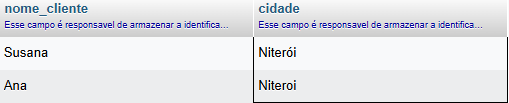 nome_cliente cidade
Esse campo é responsavel de armazenar a identifica... Esse campo é responsavel de armazenar a identifica...
Susana Niterói
Ana Niteroi